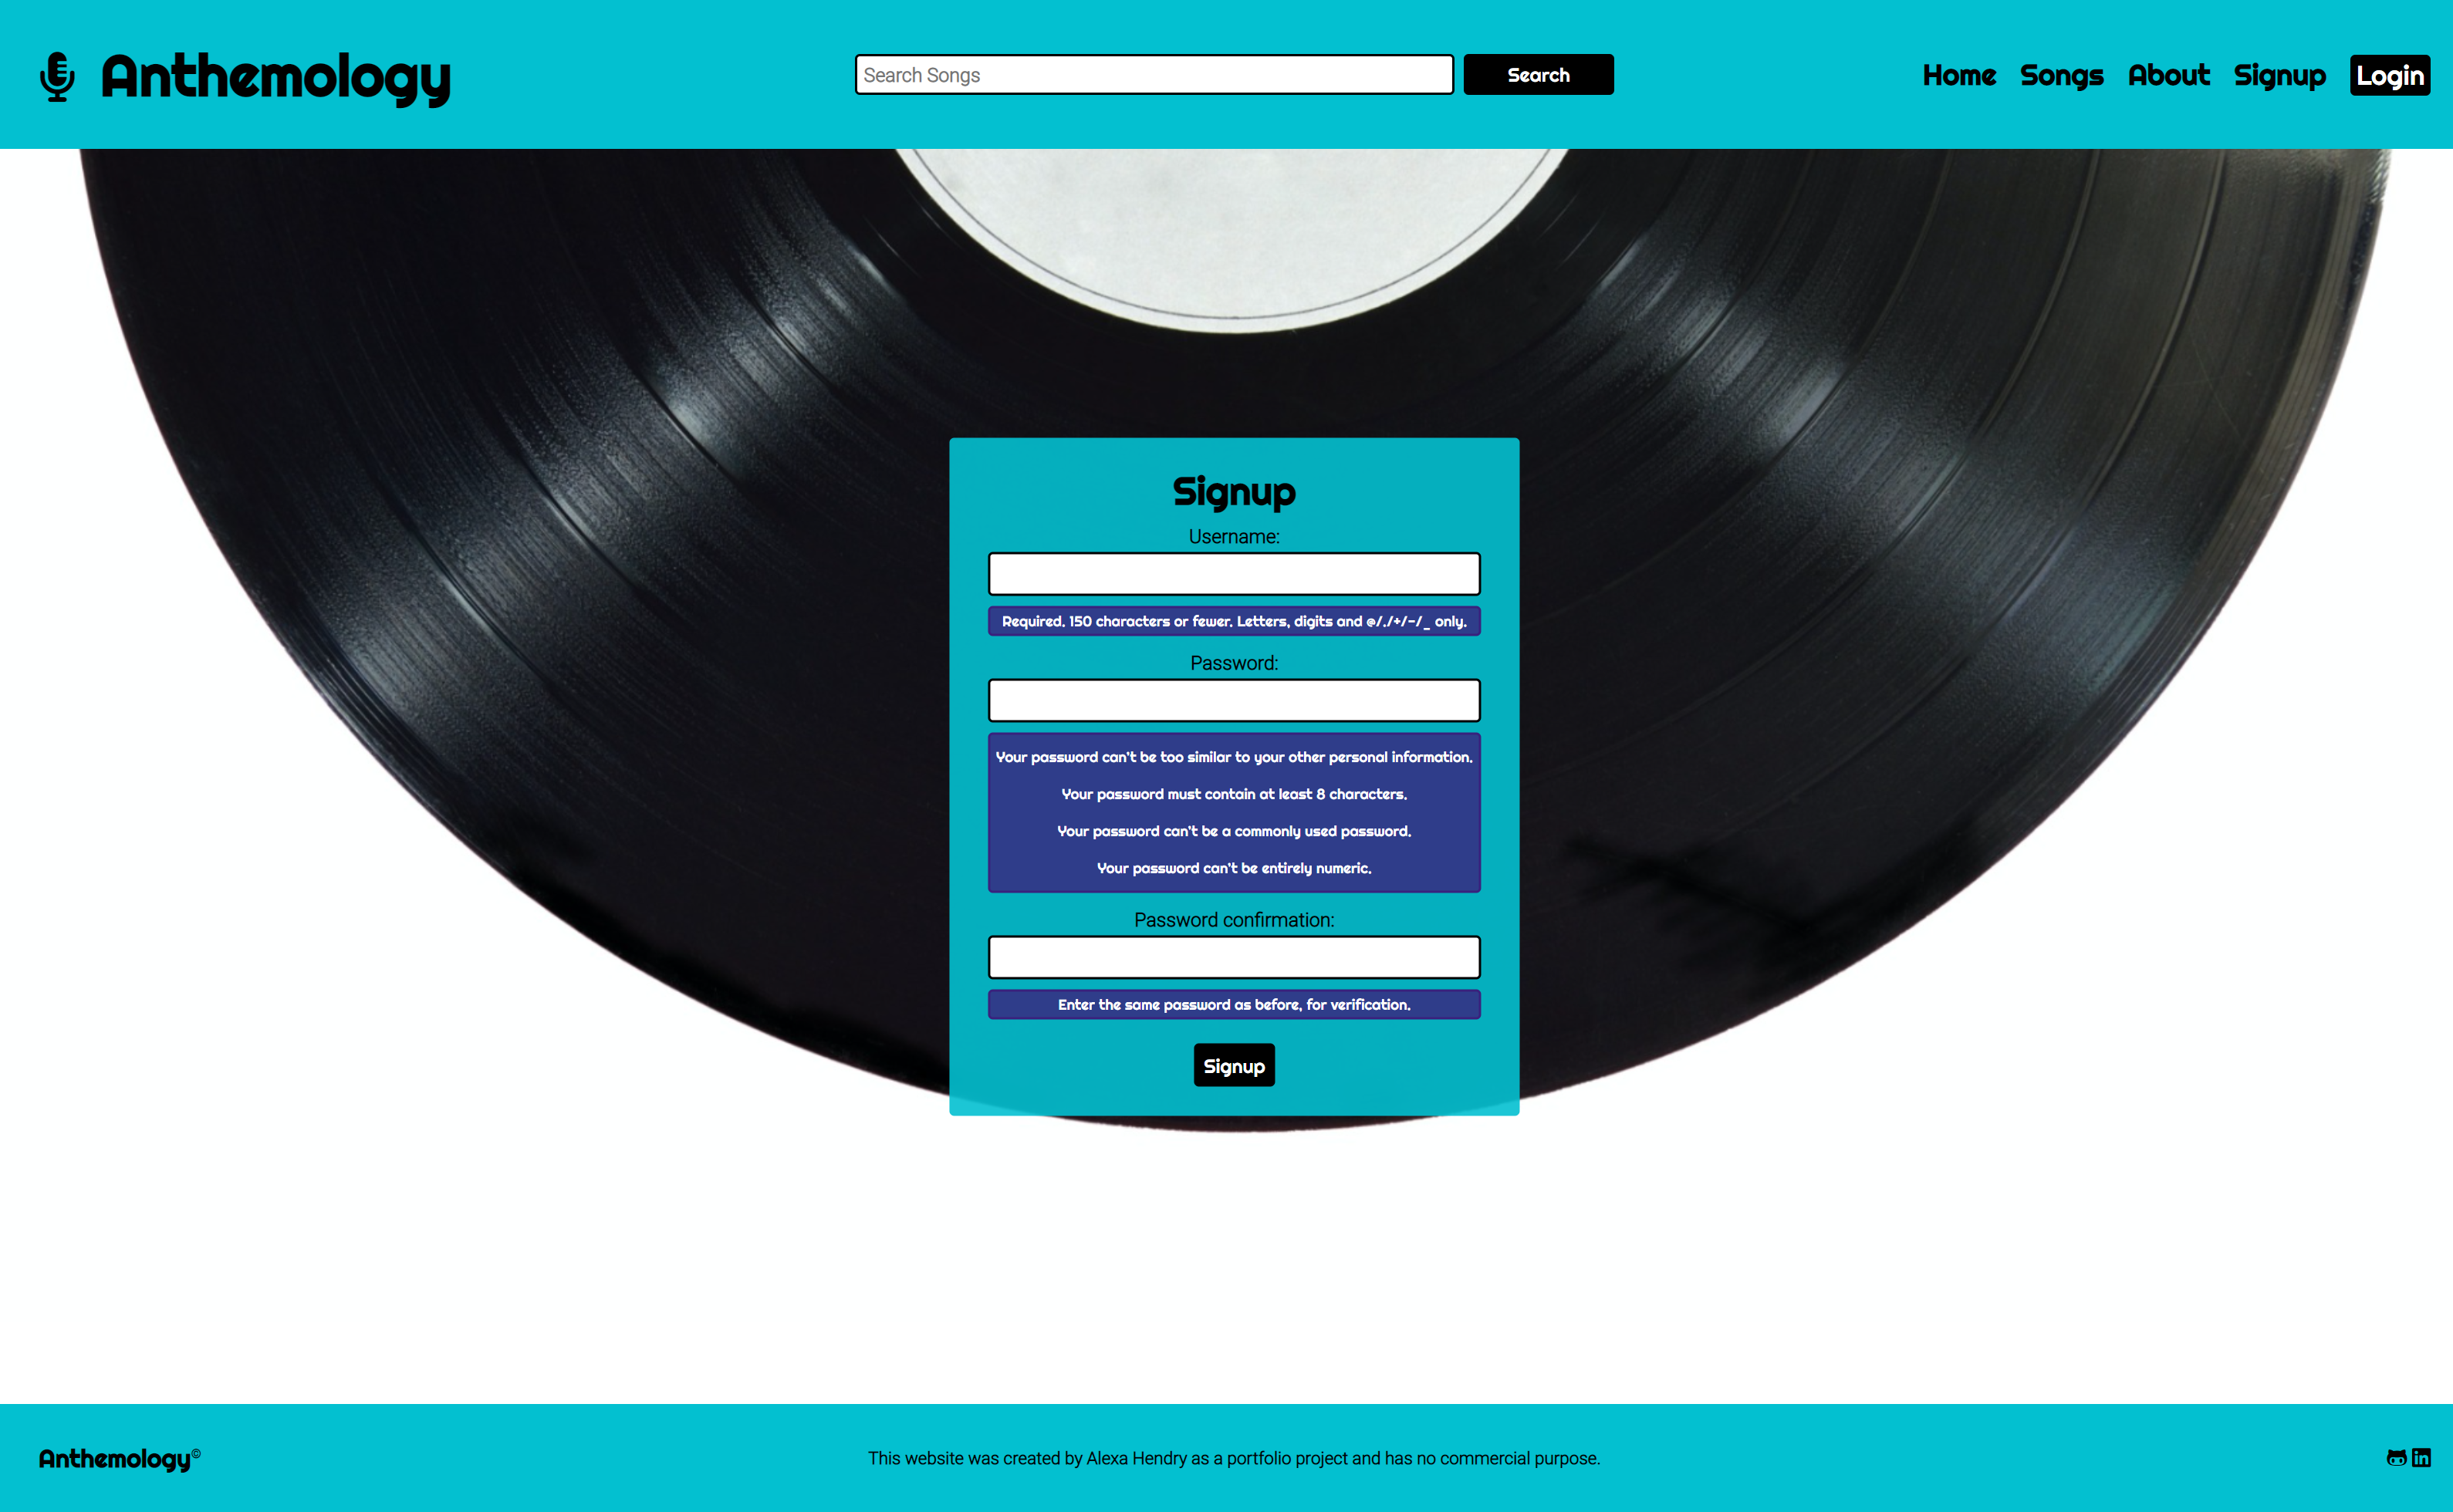 Anthemology
Search Songs
Search
Home Songs About Signup Login
Signup
Username:
Required. 150 characters or fewer. Letters, digits and @/./+/-/_ only.
Password:
Your password can't be too similar to your other personal information.
Your password must contain at least 8 characters.
Your password can't be a commonly used password.
Your password can't be entirely numeric.
Password confirmation:
Enter the same password as before, for verification.
Signup
Anthemology©
This website was created by Alexa Hendry as a portfolio project and has no commercial purpose.
in